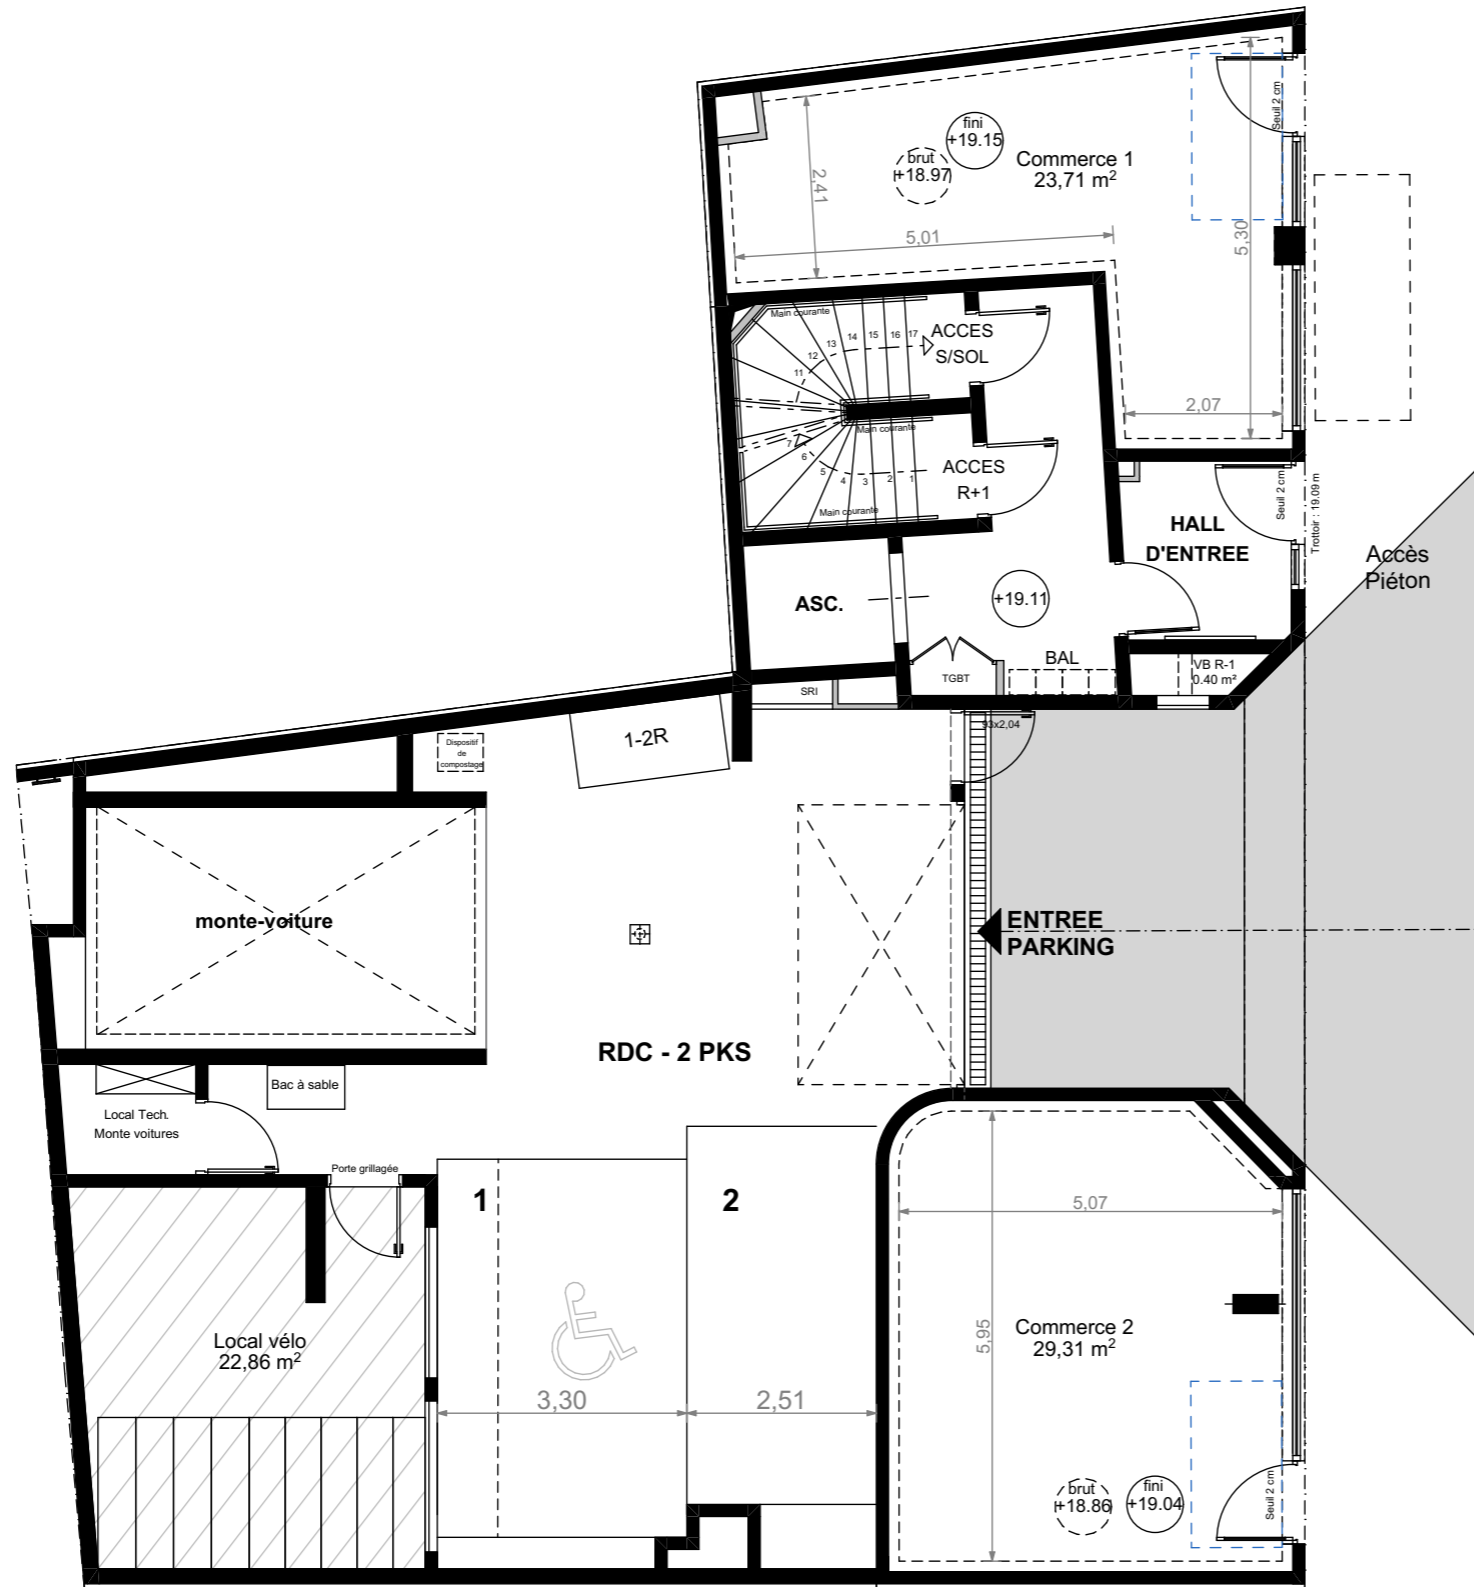 Seuil 2 cm
fini
+19.15
brut
+18.97
Commerce 1
23,71 m²
2,41
5,01
5,30
2,07
Main courante
17
16
15
14
13
12
11
ACCES
S/SOL
Main courante
7
6
5
4
3
2
1
ACCES
R+1
Main courante
HALL
D'ENTREE
Seuil 2 cm
Trottoir : 19.09 m
Accès
Piéton
ASC.
+19.11
BAL
TGBT
VB R-1
0.40 m²
SRI
93x2,04
1-2R
Dispositif
de
compostage
monte-voiture
ENTREE
PARKING
RDC - 2 PKS
Bac à sable
Local Tech.
Monte voitures
Porte grillagée
1
2
5,07
Local vélo
22,86 m²
5,95
Commerce 2
29,31 m²
3,30
2,51
brut
+18.86
fini
+19.04
Seuil 2 cm